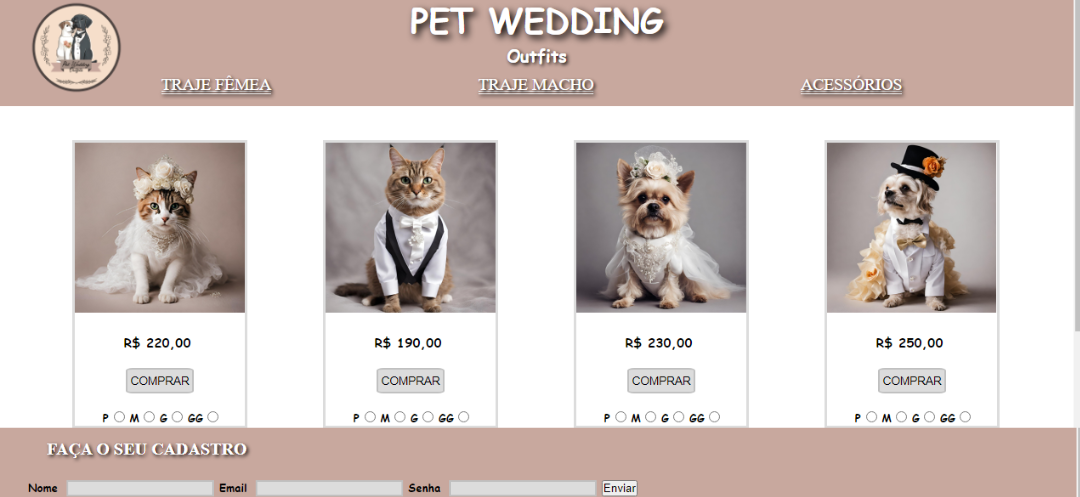 PET WEDDING
Outfits
TRAJE FÊMEA TRAJE MACHO ACESSÓRIOS
R$ 220,00 R$ 190,00 R$ 230,00 R$ 250,00
COMPRAR COMPRAR COMPRAR COMPRAR
P M G GG P M G GG P M G GG P M G GG
FAÇA O SEU CADASTRO
Nome Email Senha Enviar